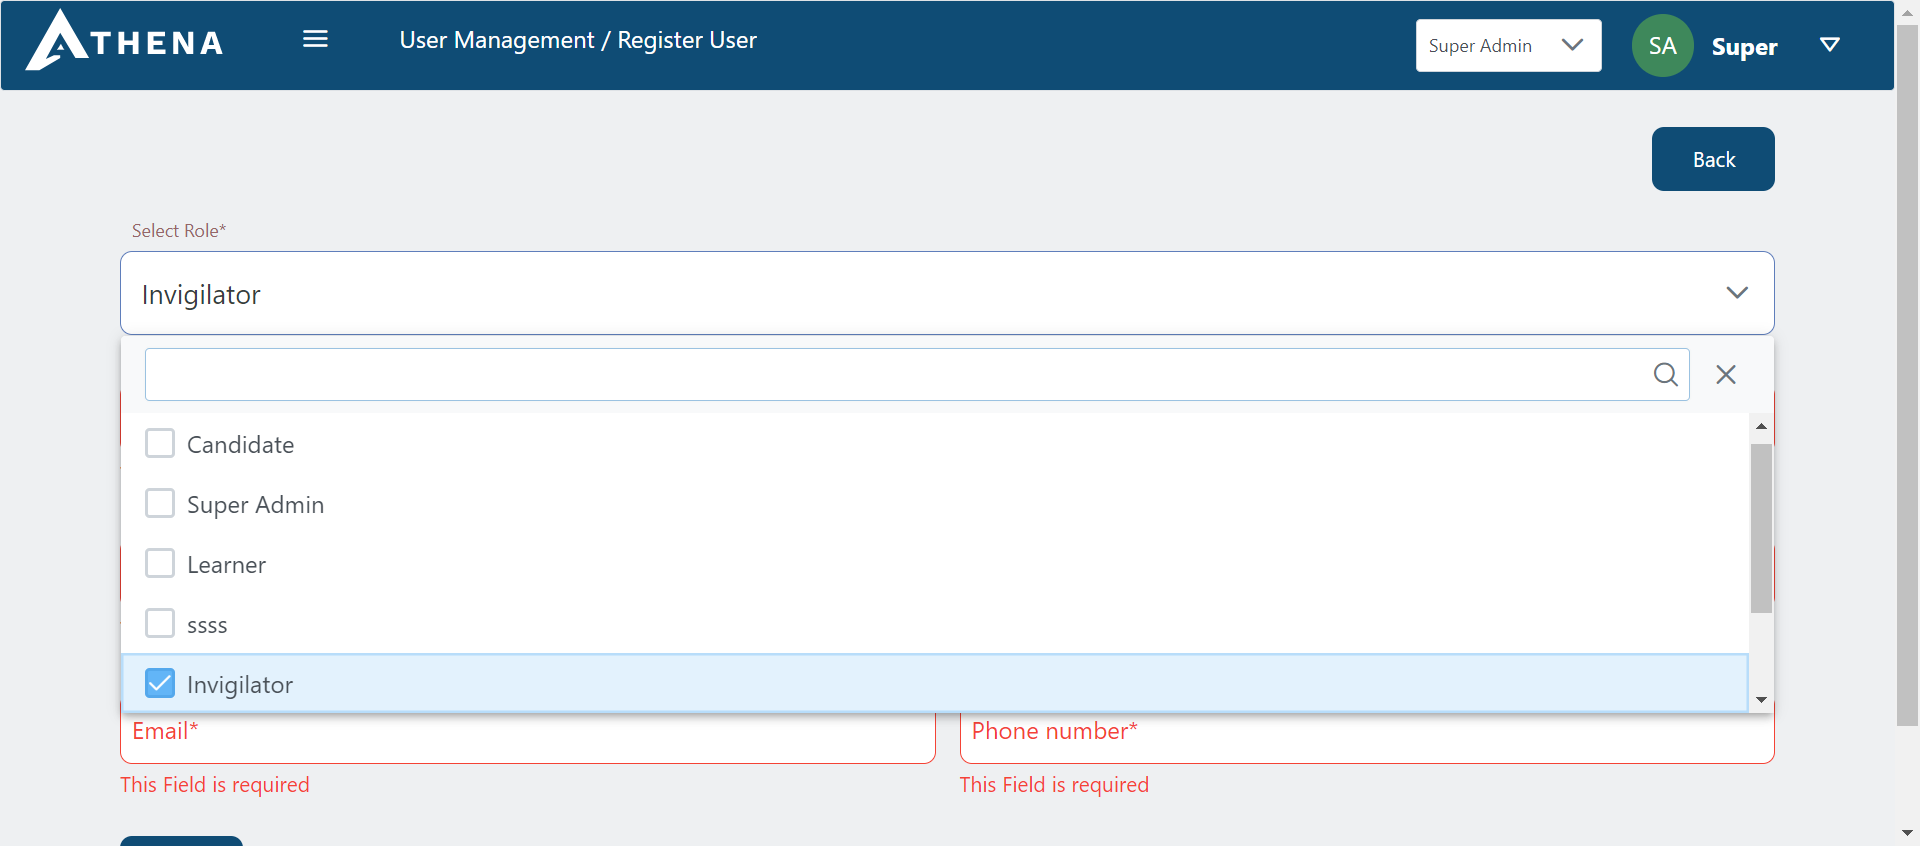 ATHENA
User Management / Register User
Super Admin
SA
Super
Back
Select Role*
Invigilator
Candidate
Super Admin
Learner
ssss
Invigilator
Email*
Phone number*
This Field is required
This Field is required